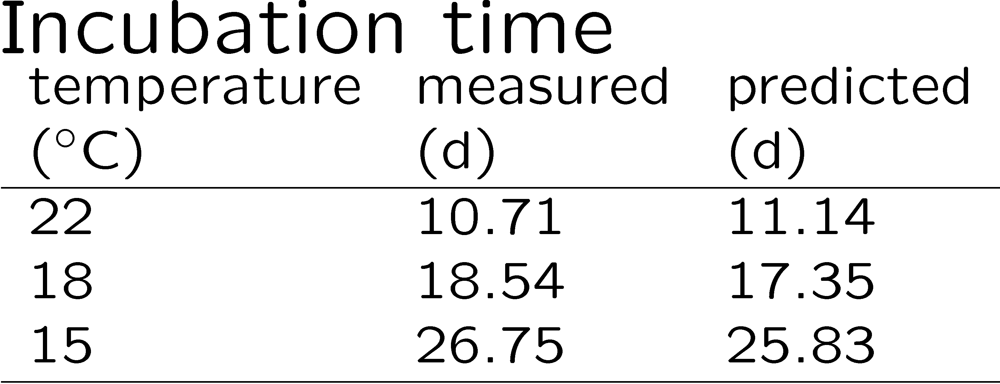 Incubation time
temperature measured predicted
(°C) (d) (d)
22 10.71 11.14
18 18.54 17.35
15 26.75 25.83